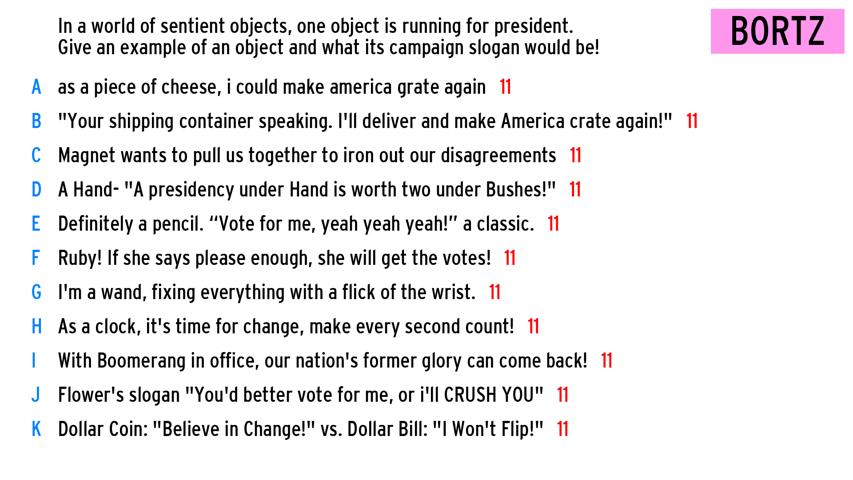 In a world of sentient objects, one object is running for president.
Give an example of an object and what its campaign slogan would be!
BORTZ
A as a piece of cheese, i could make america grate again 11
B "Your shipping container speaking. I'll deliver and make America crate again!" 11
C Magnet wants to pull us together to iron out our disagreements 11
D A Hand- "A presidency under Hand is worth two under Bushes!" 11
E Definitely a pencil. “Vote for me, yeah yeah yeah!” a classic. 11
F Ruby! If she says please enough, she will get the votes! 11
G I'm a wand, fixing everything with a flick of the wrist. 11
H As a clock, it's time for change, make every second count! 11
I With Boomerang in office, our nation's former glory can come back! 11
J Flower's slogan "You'd better vote for me, or i'll CRUSH YOU" 11
K Dollar Coin: "Believe in Change!" vs. Dollar Bill: "I Won't Flip!" 11